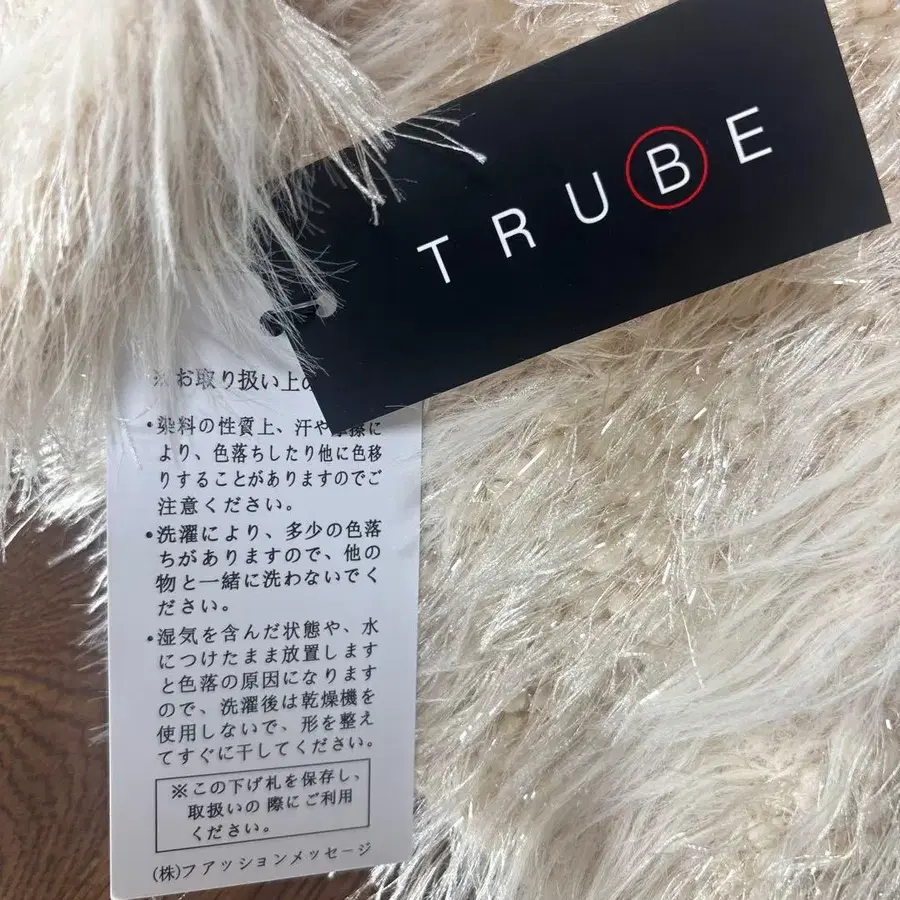 TRUBE
※お取り扱い上の
•染料の性質上、汗や摩擦に
より、色落ちしたり他に色移
りすることがありますのでご
注意ください。
•洗濯により、多少の色落
ちがありますので、他の
物と一緒に洗わないでく
ださい。
•湿気を含んだ状態や、水
につけたまま放置します
と色落の原因になります
ので、洗濯後は乾燥機を
使用しないで、形を整え
てすぐに干してください。
※この下げ札を保存し、
取扱いの際にご利用
ください。
(株)ファッションメッセージ